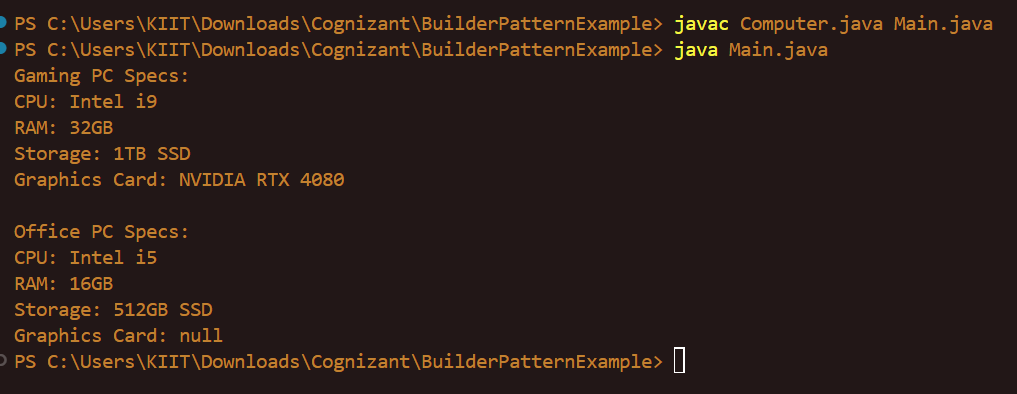 PS C:\Users\KIIT\Downloads\Cognizant\BuilderPatternExample> javac Computer.java Main.java
PS C:\Users\KIIT\Downloads\Cognizant\BuilderPatternExample> java Main.java
Gaming PC Specs:
CPU: Intel i9
RAM: 32GB
Storage: 1TB SSD
Graphics Card: NVIDIA RTX 4080

Office PC Specs:
CPU: Intel i5
RAM: 16GB
Storage: 512GB SSD
Graphics Card: null
PS C:\Users\KIIT\Downloads\Cognizant\BuilderPatternExample>